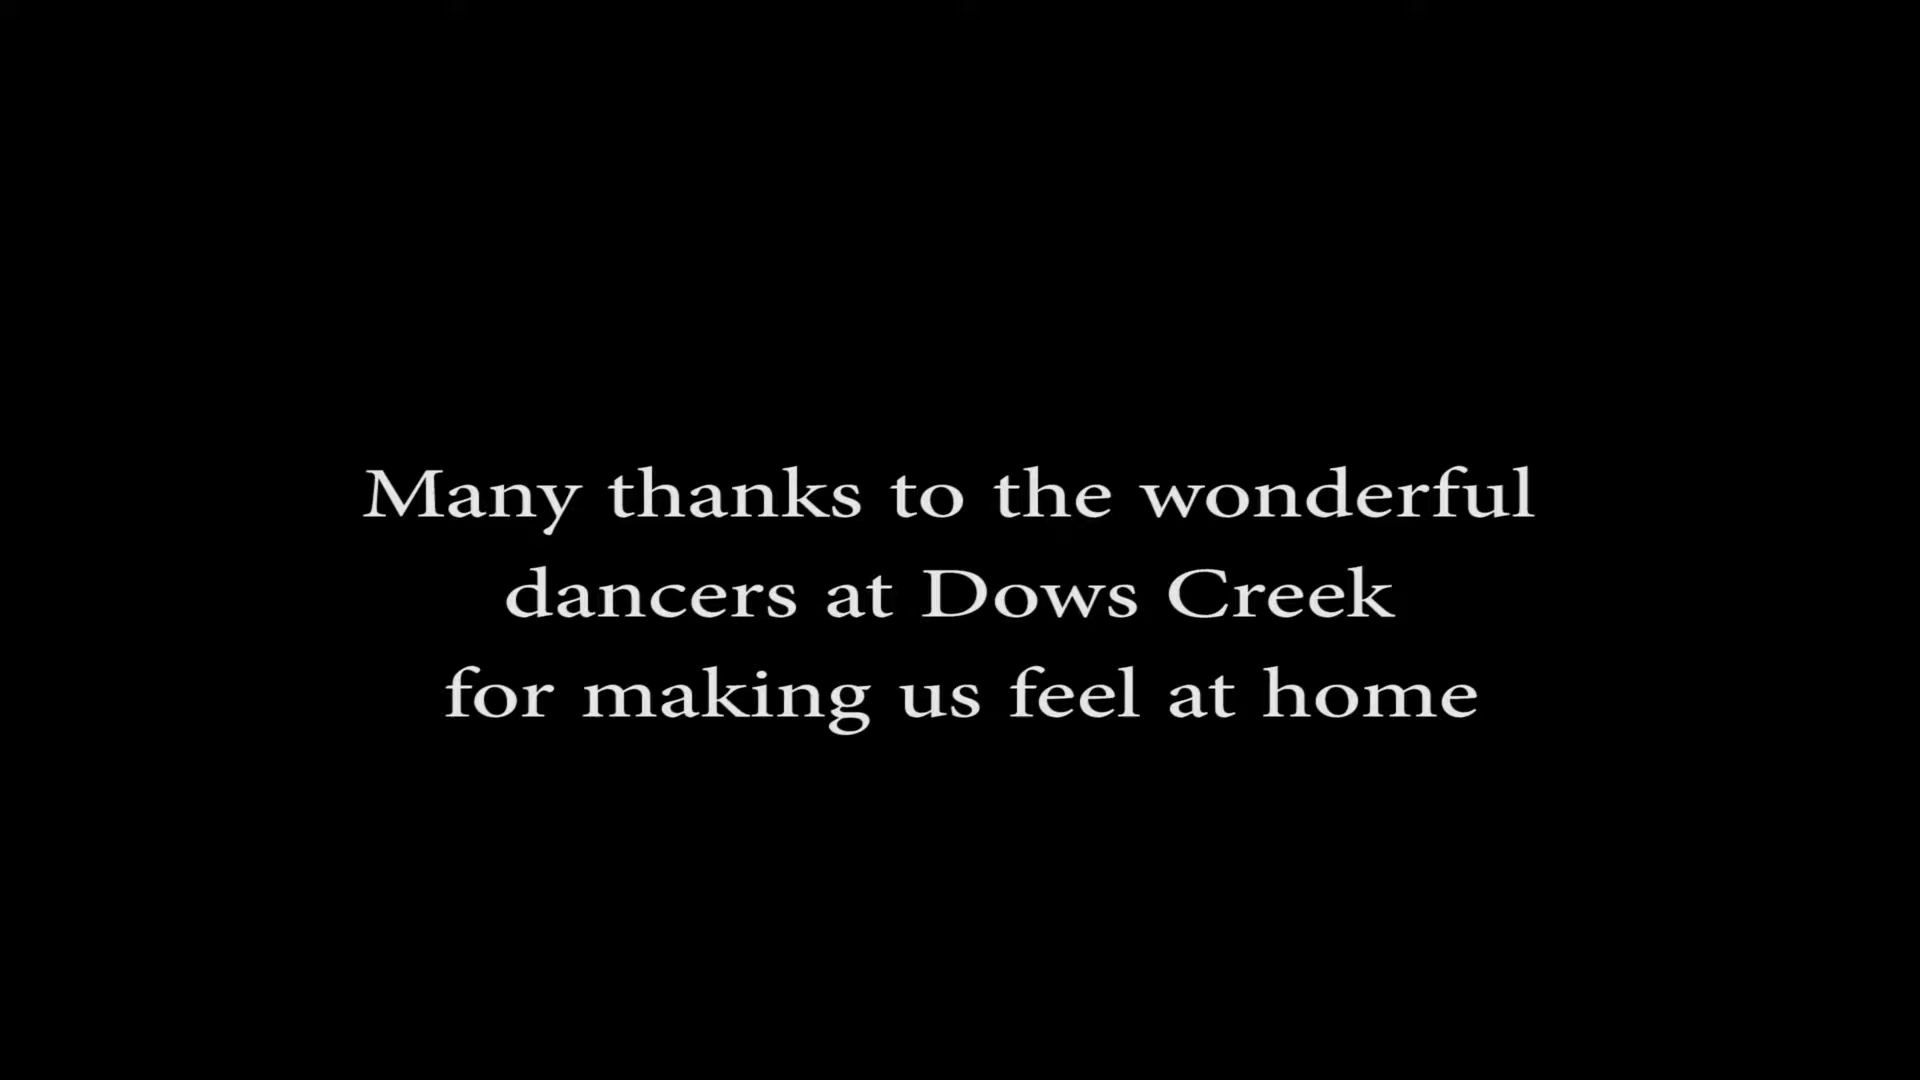 Many thanks to the wonderful
dancers at Dows Creek
for making us feel at home